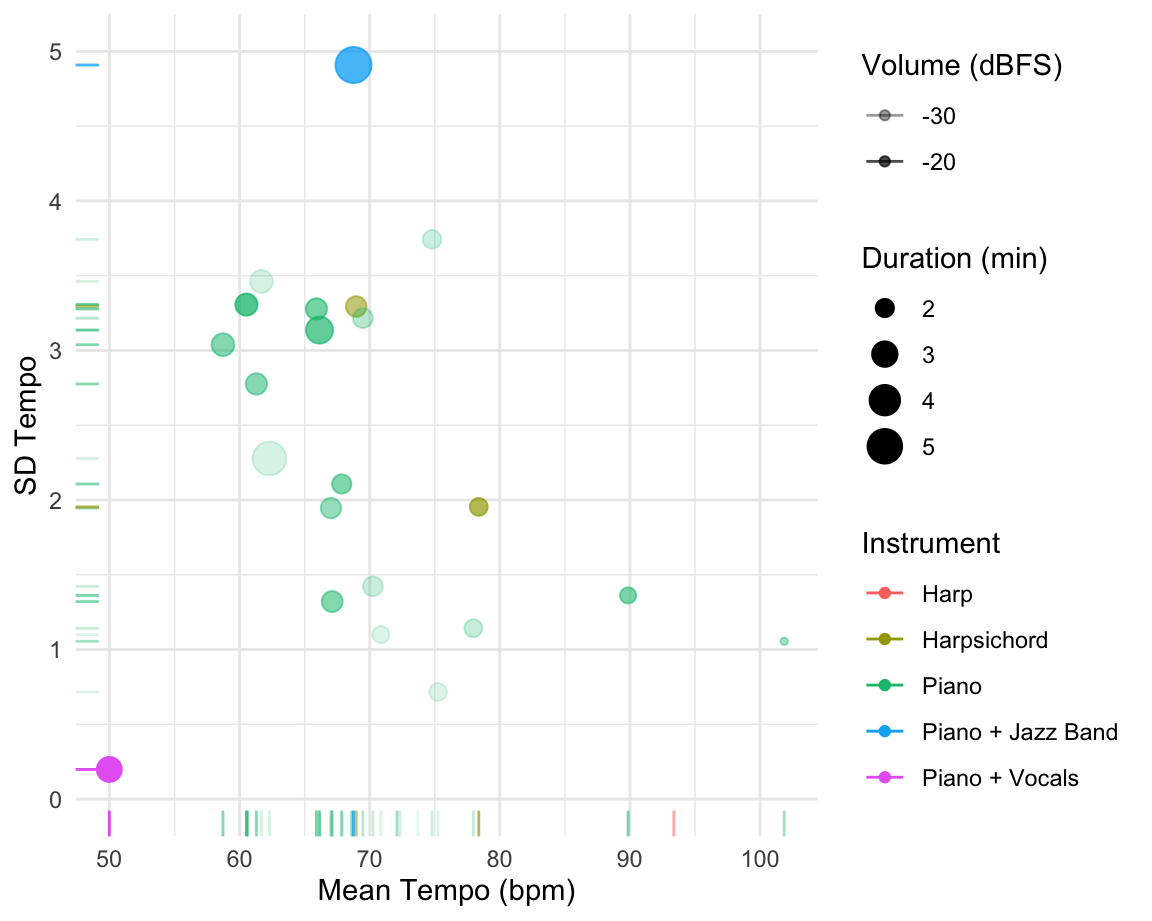 5
4
3
2
1
0
SD Tempo
50 60 70 80 90 100
Mean Tempo (bpm)
Volume (dBFS)
-30
-20
Duration (min)
2
3
4
5
Instrument
Harp
Harpsichord
Piano
Piano + Jazz Band
Piano + Vocals